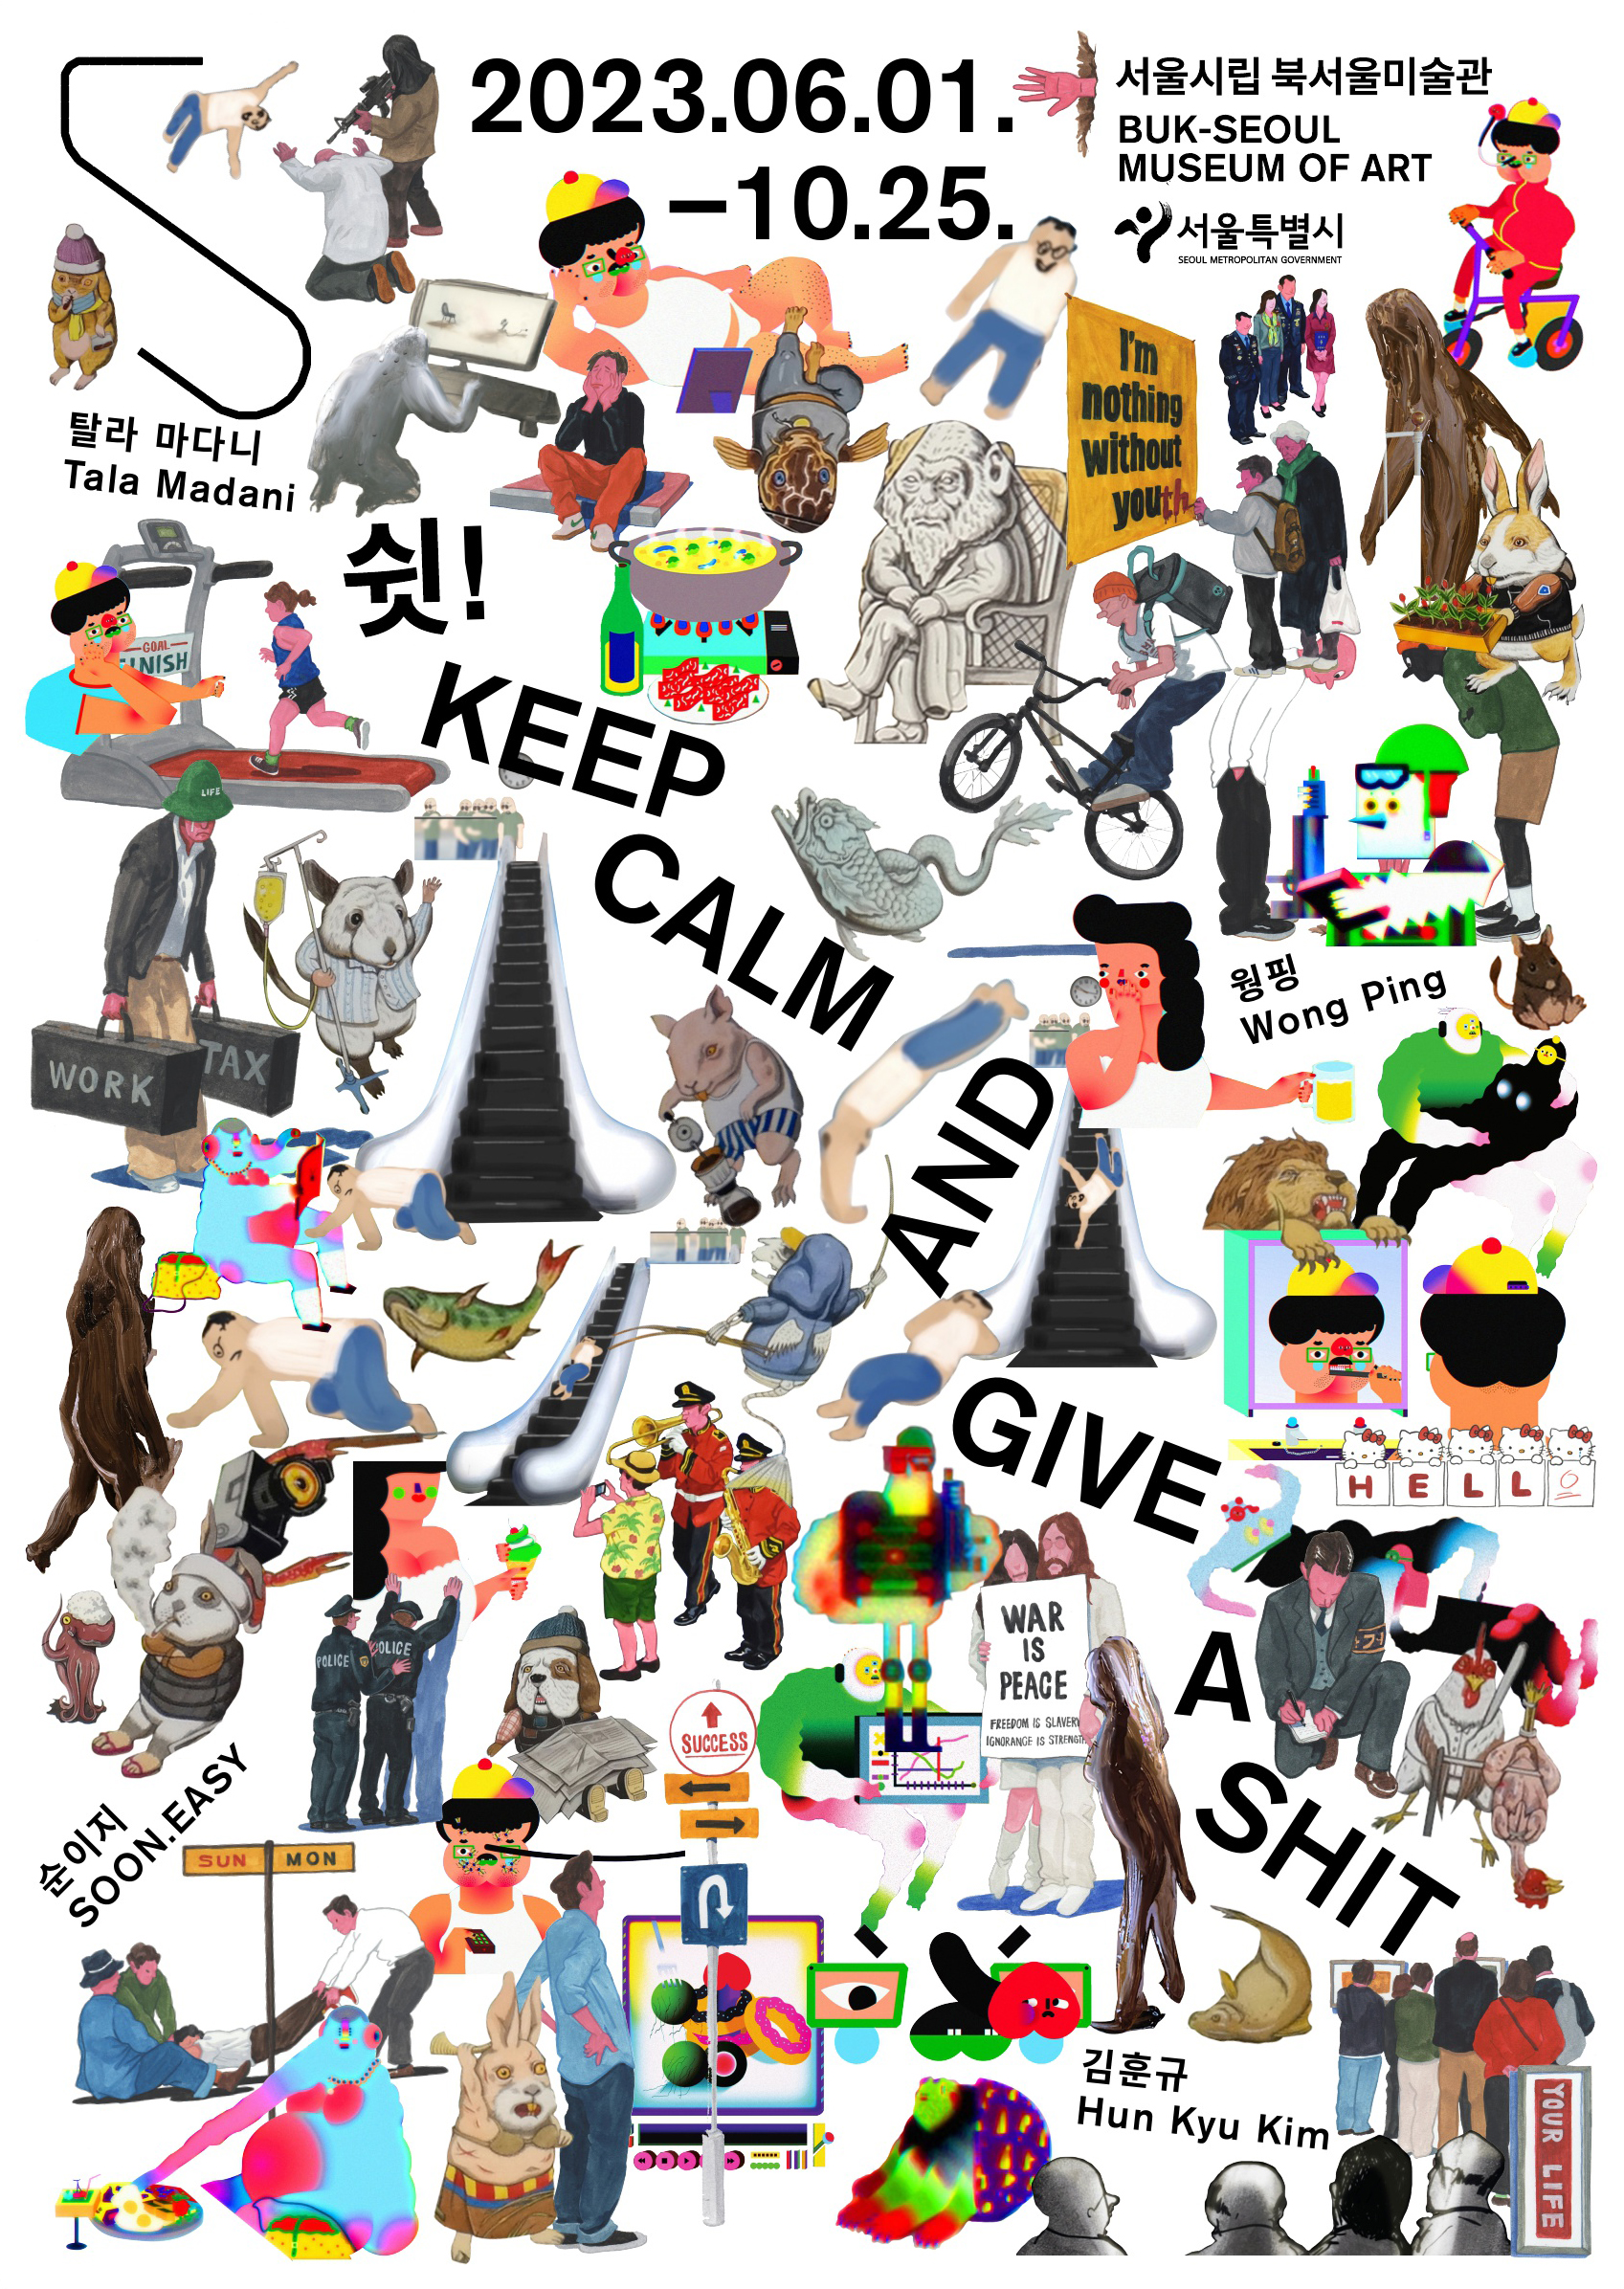 2023.06.01.
–10.25.
서울시립 북서울미술관
BUK-SEOUL
MUSEUM OF ART
서울특별시
SEOUL METROPOLITAN GOVERNMENT
탈라 마다니
Tala Madani
I'm
nothing
without
youth
쉿!
GOAL
FINISH
KEEP
CALM
LIFE
WORK
TAX
웡핑
Wong Ping
AND
GIVE
HELLO
POLICE
POLICE
WAR
IS
PEACE
FREEDOM IS SLAVERY
IGNORANCE IS STRENGTH
A
SHIT
SUCCESS
순이지
SOON.EASY
SUN
MON
김훈규
Hun Kyu Kim
YOUR LIFE